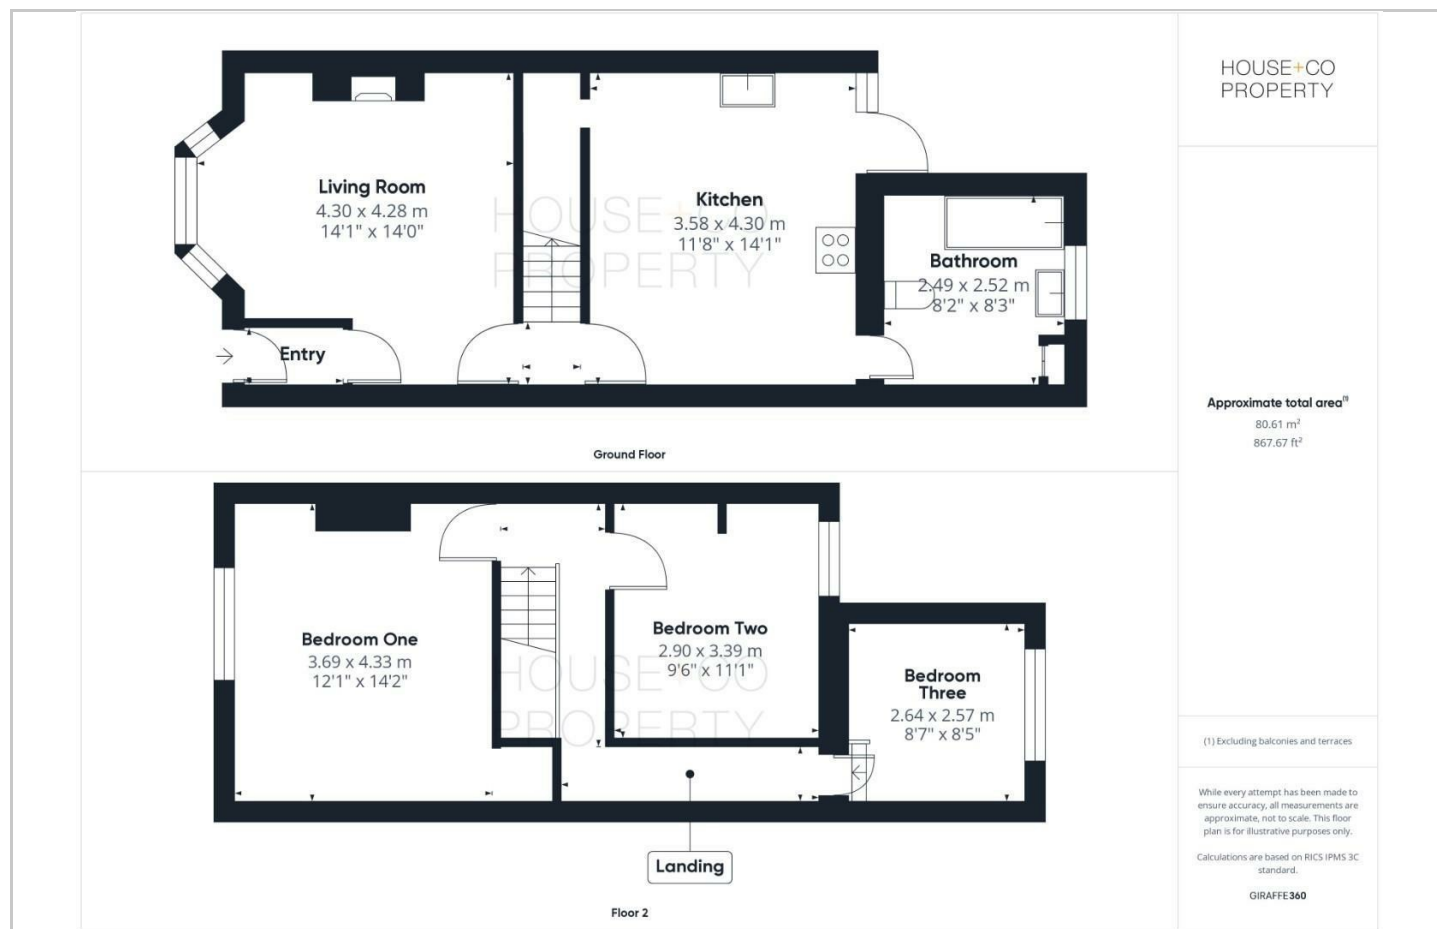 HOUSE+CO
PROPERTY
Living Room
4.30 x 4.28 m
14'1" x 14'0"
Kitchen
3.58 x 4.30 m
11'8" x 14'1"
Bathroom
2.49 x 2.52 m
8'2" x 8'3"
Entry
HOUSE+CO
PROPERTY
Ground Floor
Approximate total area(1)
80.61 m²
867.67 ft²
Bedroom One
3.69 x 4.33 m
12'1" x 14'2"
Bedroom Two
2.90 x 3.39 m
9'6" x 11'1"
Bedroom
Three
2.64 x 2.57 m
8'7" x 8'5"
HOUSE+CO
PROPERTY
Landing
Floor 2
(1) Excluding balconies and terraces
While every attempt has been made to
ensure accuracy, all measurements are
approximate, not to scale. This floor
plan is for illustrative purposes only.
Calculations are based on RICS IPMS 3C
standard.
GIRAFFE360